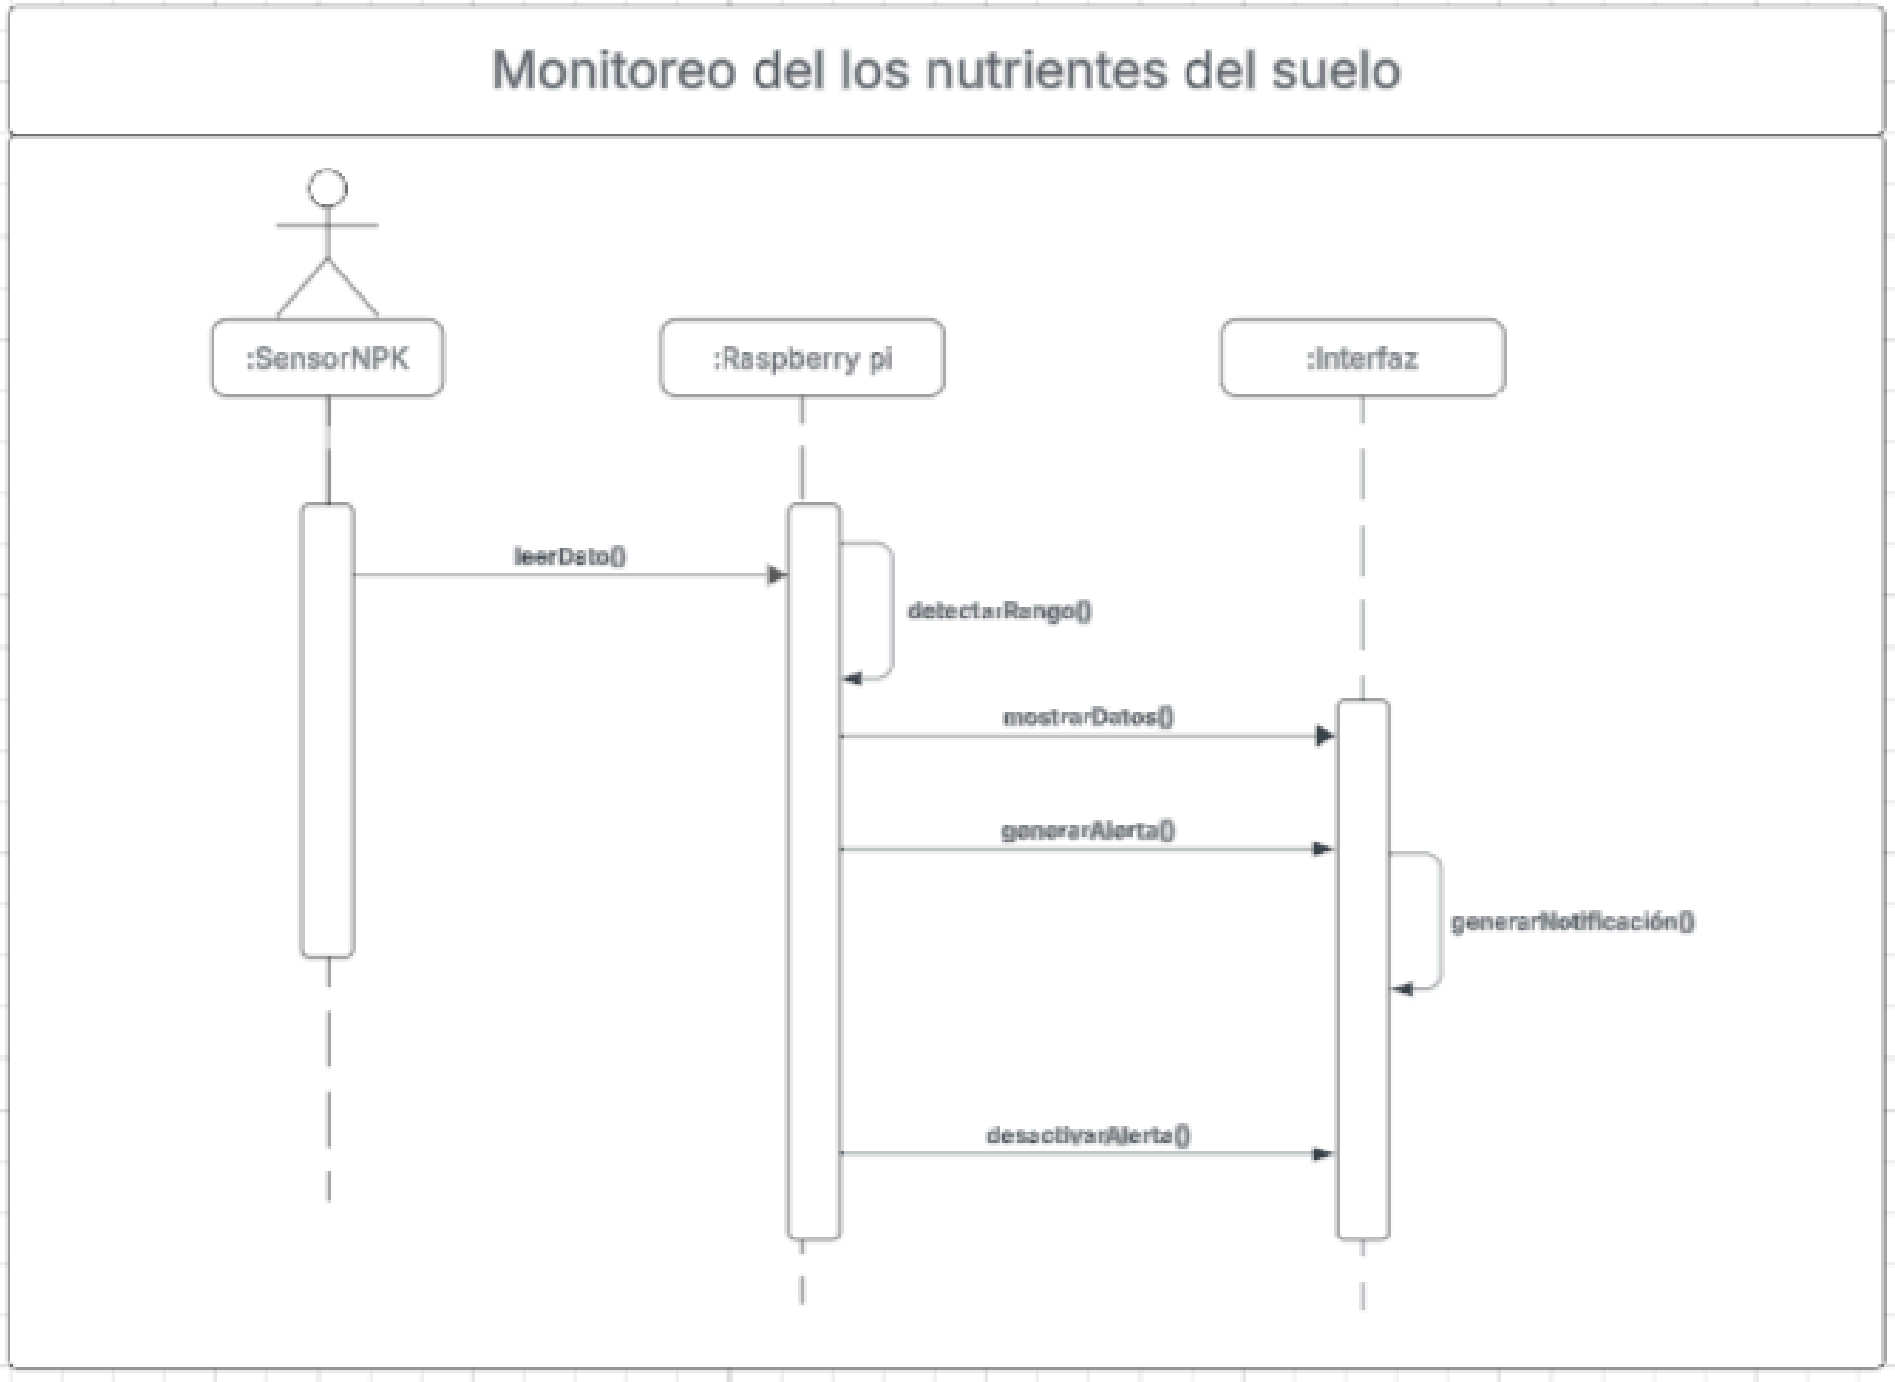 Monitoreo del los nutrientes del suelo
:SensorNPK
:Raspberry pi
:Interfaz
leerDato()
detectarRango()
mostrarDatos()
generarAlerta()
generarNotificación()
desactivarAlerta()